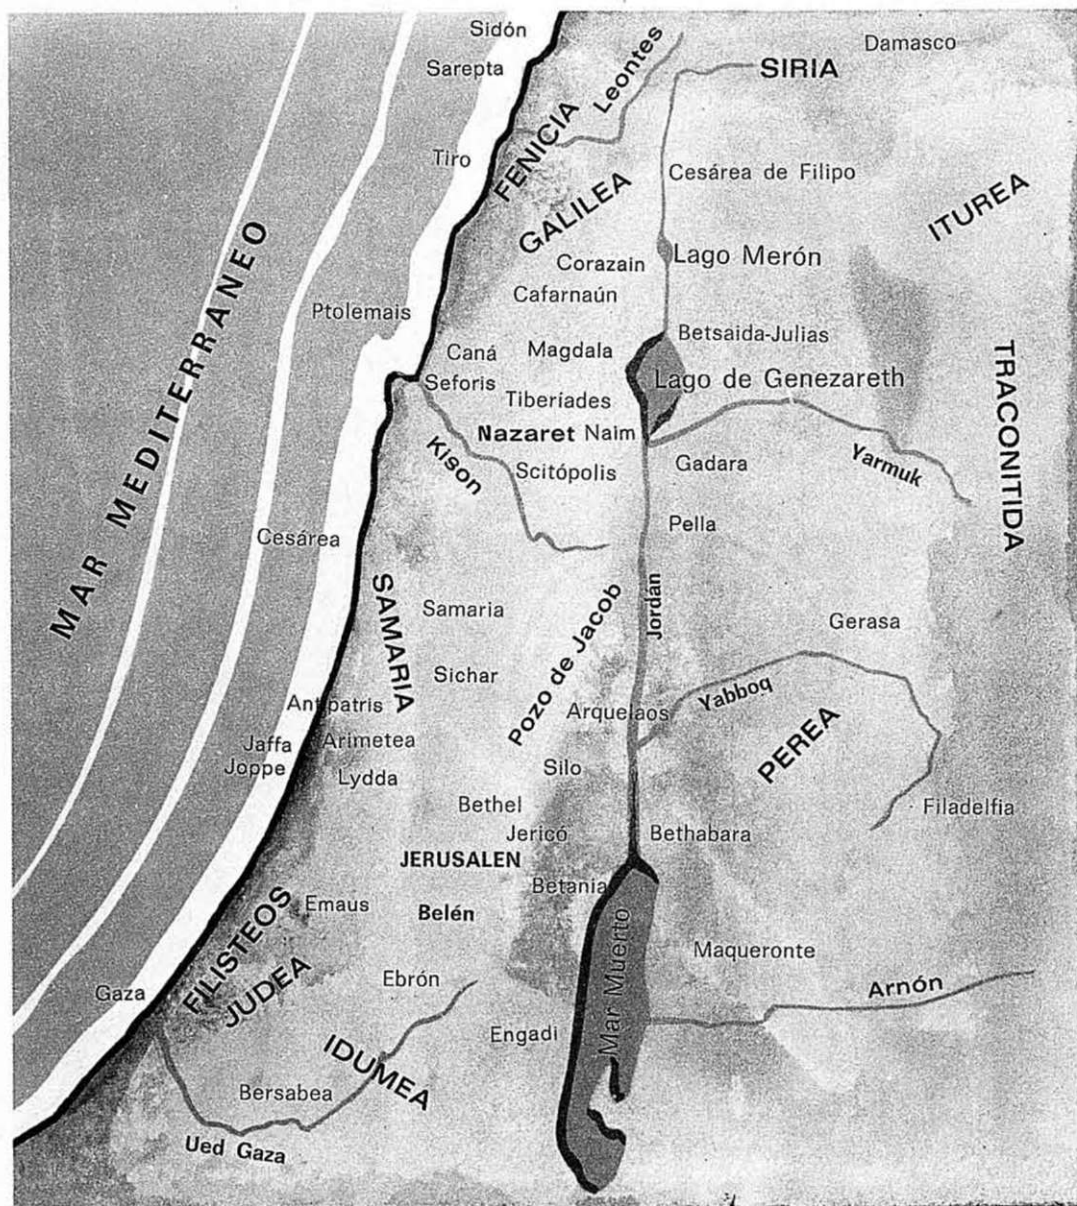 Sidón
Damasco
Sarepta
SIRIA
Leontes
Tiro
FENICIA
Cesárea de Filipo
GALILEA
ITUREA
MAR MEDITERRANEO
Lago Merón
Corazain
Cafarnaún
Ptolemais
Betsaida-Julias
Caná
Magdala
TRACONITIDA
Seforis
Lago de Genezareth
Tiberíades
Nazaret Naim
Kison
Scitópolis
Gadara
Yarmuk
Pella
Cesárea
SAMARIA
Samaria
Pozo de Jacob
Jordán
Gerasa
Sichar
Yabboq
Antipatris
Arquelaos
Jaffa
Arimetea
PEREA
Joppe
Lydda
Silo
Bethel
Filadelfia
Jericó
Bethabara
JERUSALEN
Betania
Emaus
Belén
FILISTEOS
Mar Muerto
Maqueronte
JUDEA
Ebrón
Arnón
Gaza
Engadi
IDUMEA
Bersabea
Ued Gaza